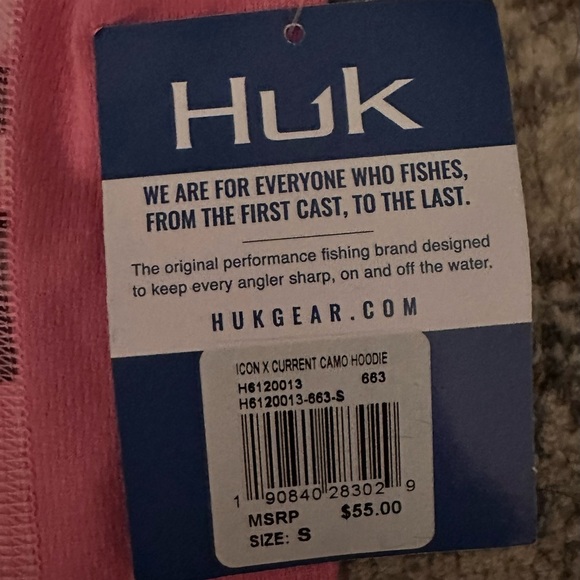 Huk
WE ARE FOR EVERYONE WHO FISHES,
FROM THE FIRST CAST, TO THE LAST.
The original performance fishing brand designed
to keep every angler sharp, on and off the water.
HUKGEAR.COM
ICON X CURRENT CAMO HOODIE
H6120013 663
H6120013-663-S
1 90840 28302 9
MSRP $55.00
SIZE: S